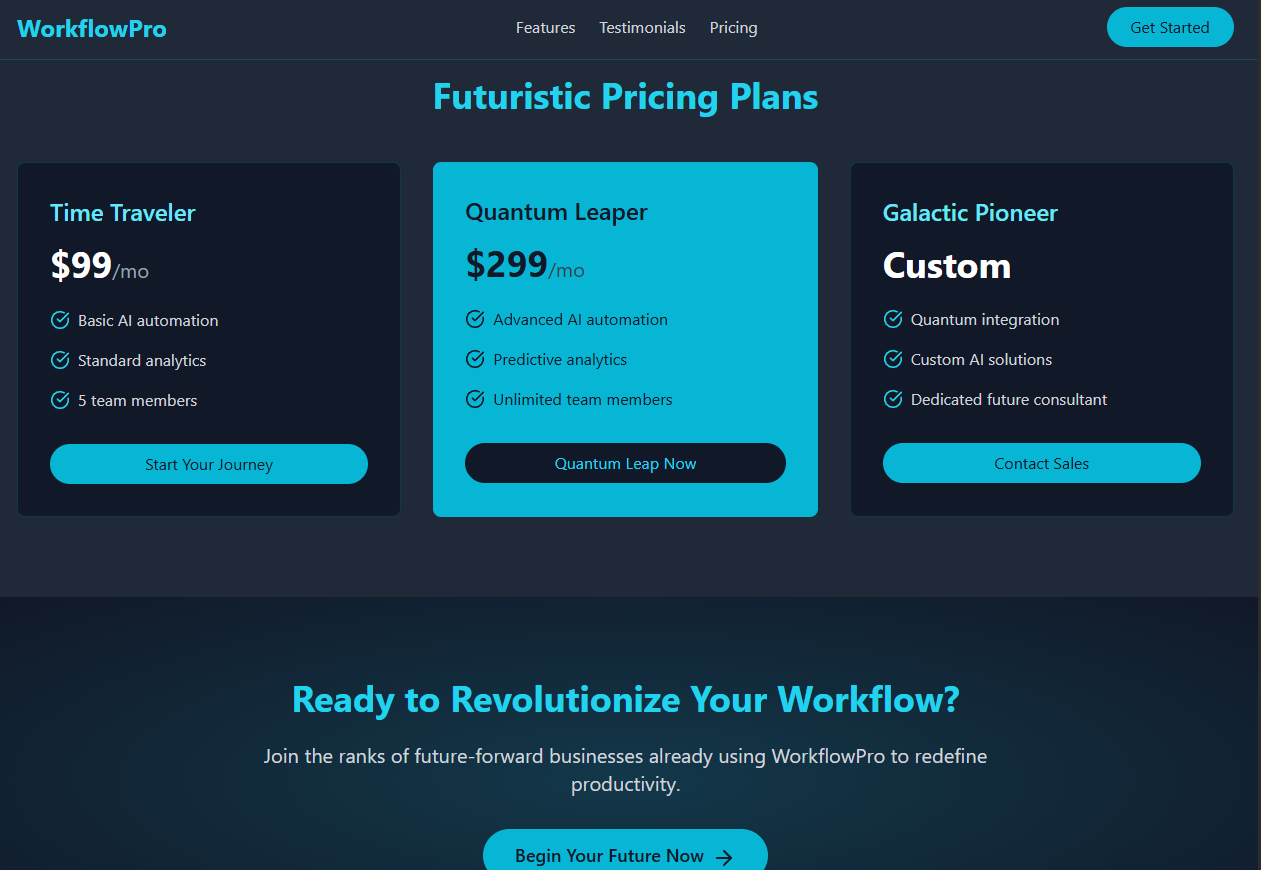 WorkflowPro
Features
Testimonials
Pricing
Get Started
Futuristic Pricing Plans
Time Traveler
$99/mo
Basic AI automation
Standard analytics
5 team members
Start Your Journey
Quantum Leaper
$299/mo
Advanced AI automation
Predictive analytics
Unlimited team members
Quantum Leap Now
Galactic Pioneer
Custom
Quantum integration
Custom AI solutions
Dedicated future consultant
Contact Sales
Ready to Revolutionize Your Workflow?
Join the ranks of future-forward businesses already using WorkflowPro to redefine
productivity.
Begin Your Future Now